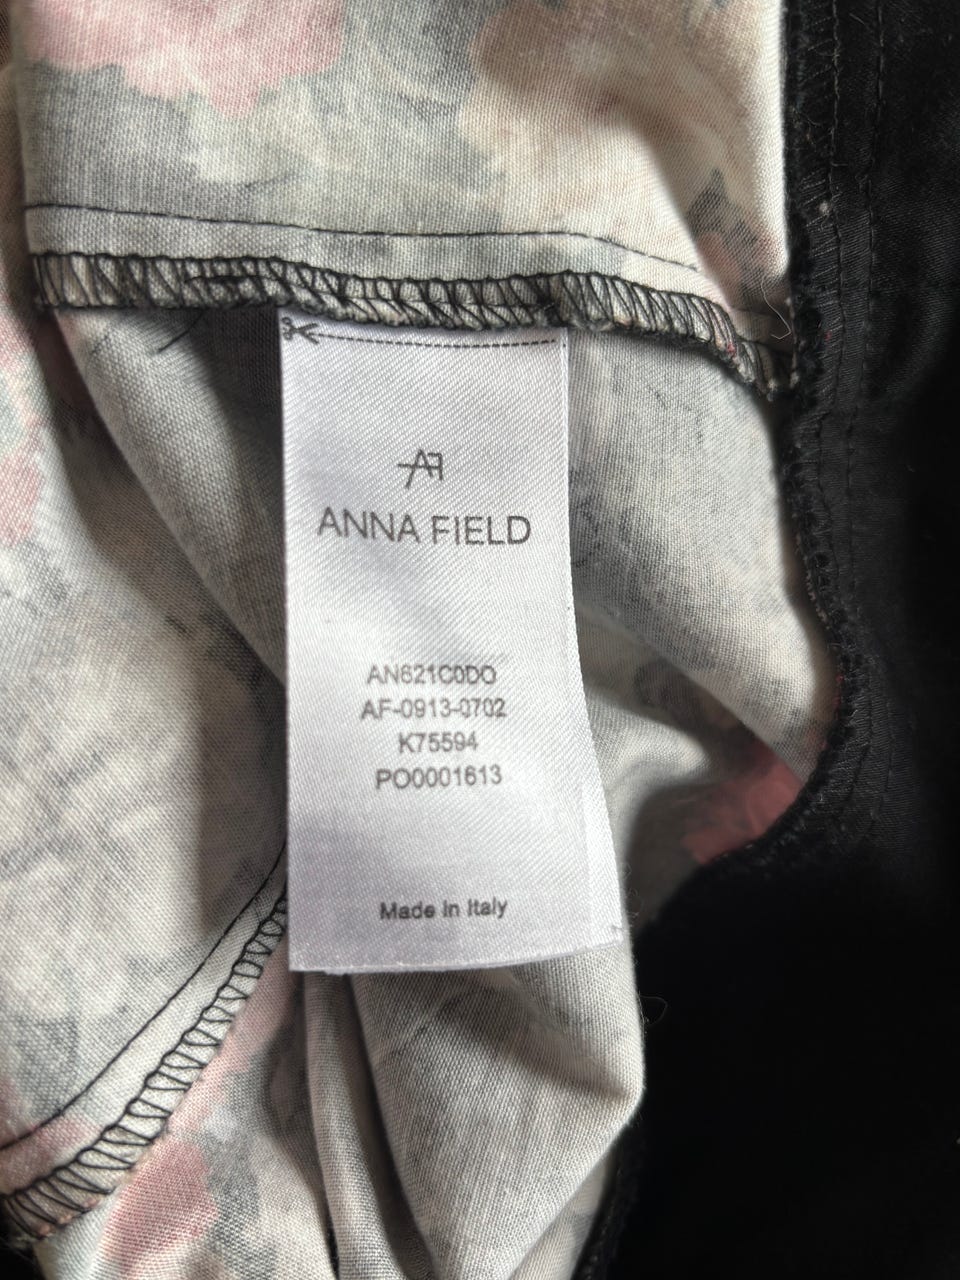 AF
ANNA FIELD
AN621C0DO
AF-0913-0702
K75594
PO0001613
Made In Italy